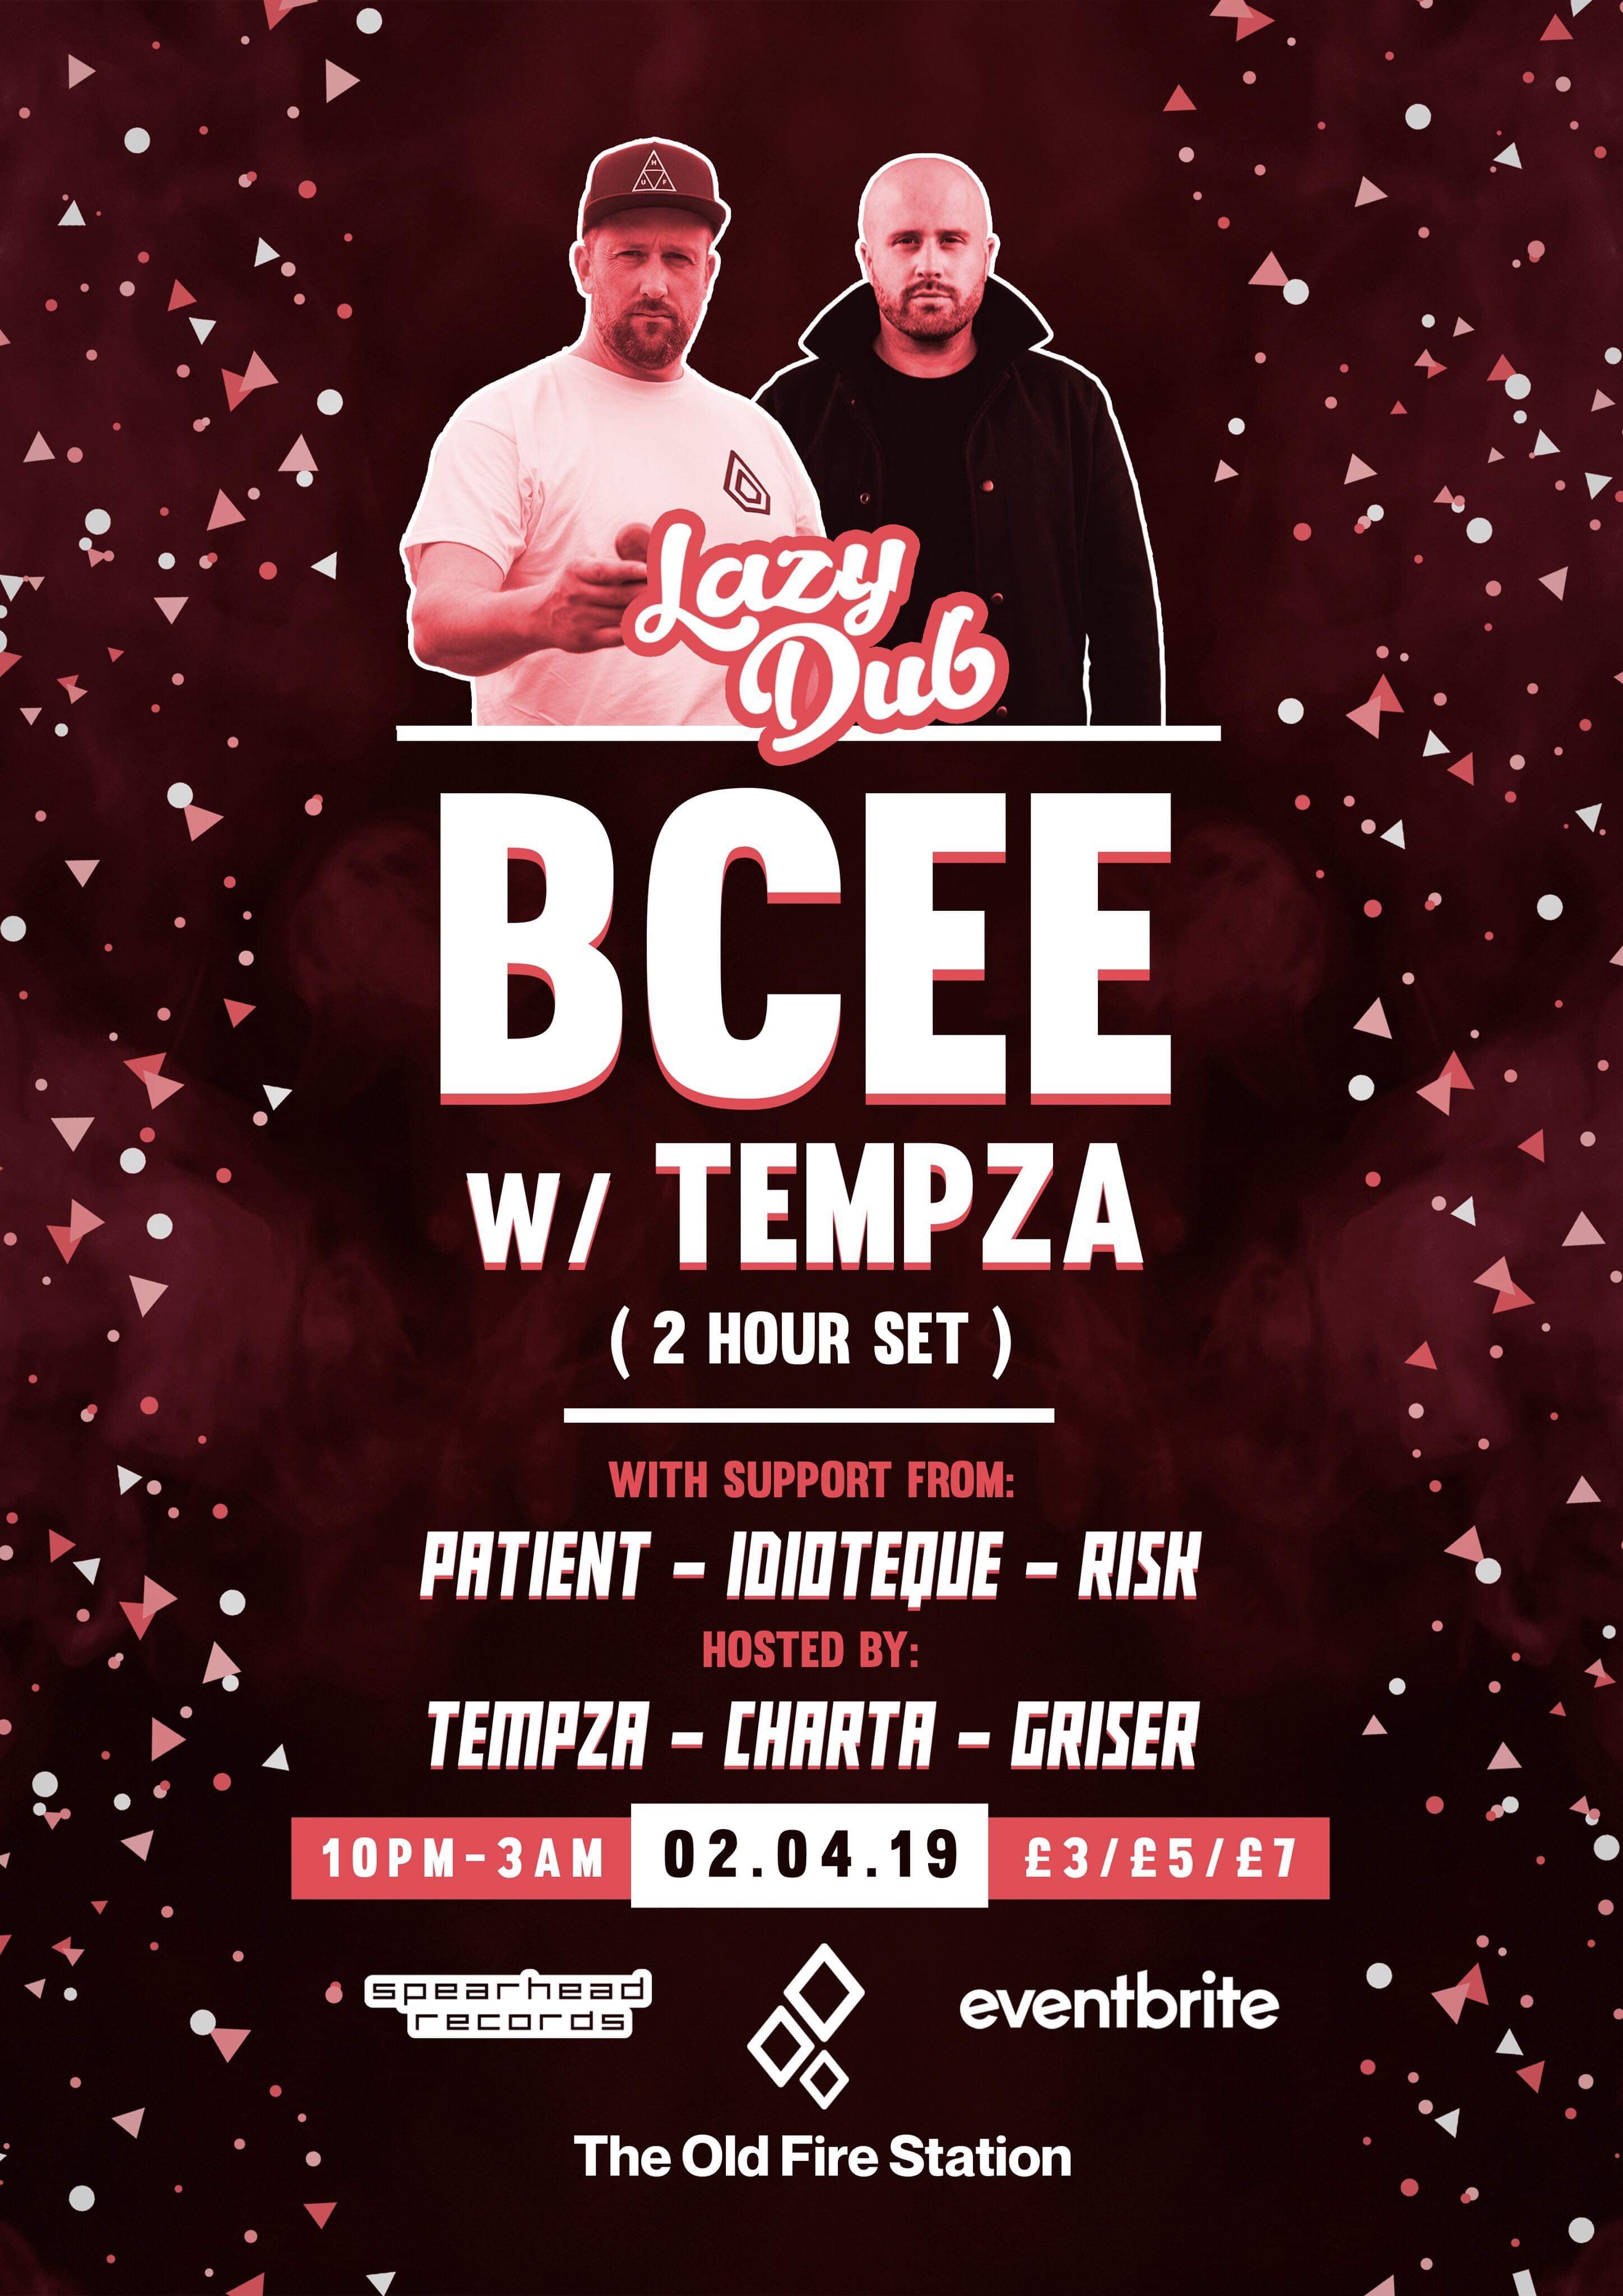 H
U F
Lazy
Dub
BCEE
W/ TEMPZA
( 2 HOUR SET )
WITH SUPPORT FROM:
PATIENT - IDIOTEQUE - RISK
HOSTED BY:
TEMPZA - CHARTA - GRISER
10PM-3AM 02.04.19 £3/£5/£7
spearhead
records
eventbrite
The Old Fire Station